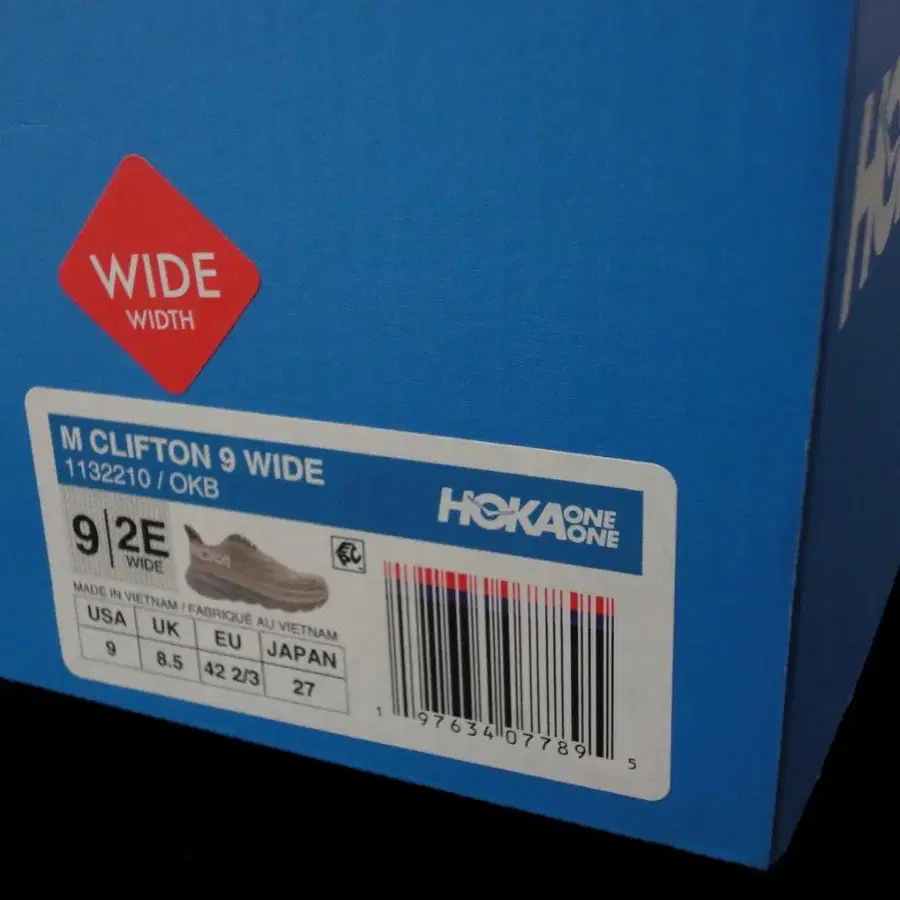 WIDE
WIDTH
M CLIFTON 9 WIDE
1132210 / OKB
HOKA ONE ONE
9 | 2E
WIDE
HOKA
MADE IN VIETNAM / FABRIQUÉ AU VIETNAM
USA UK EU JAPAN
9 8.5 42 2/3 27
1 97634 07789 5